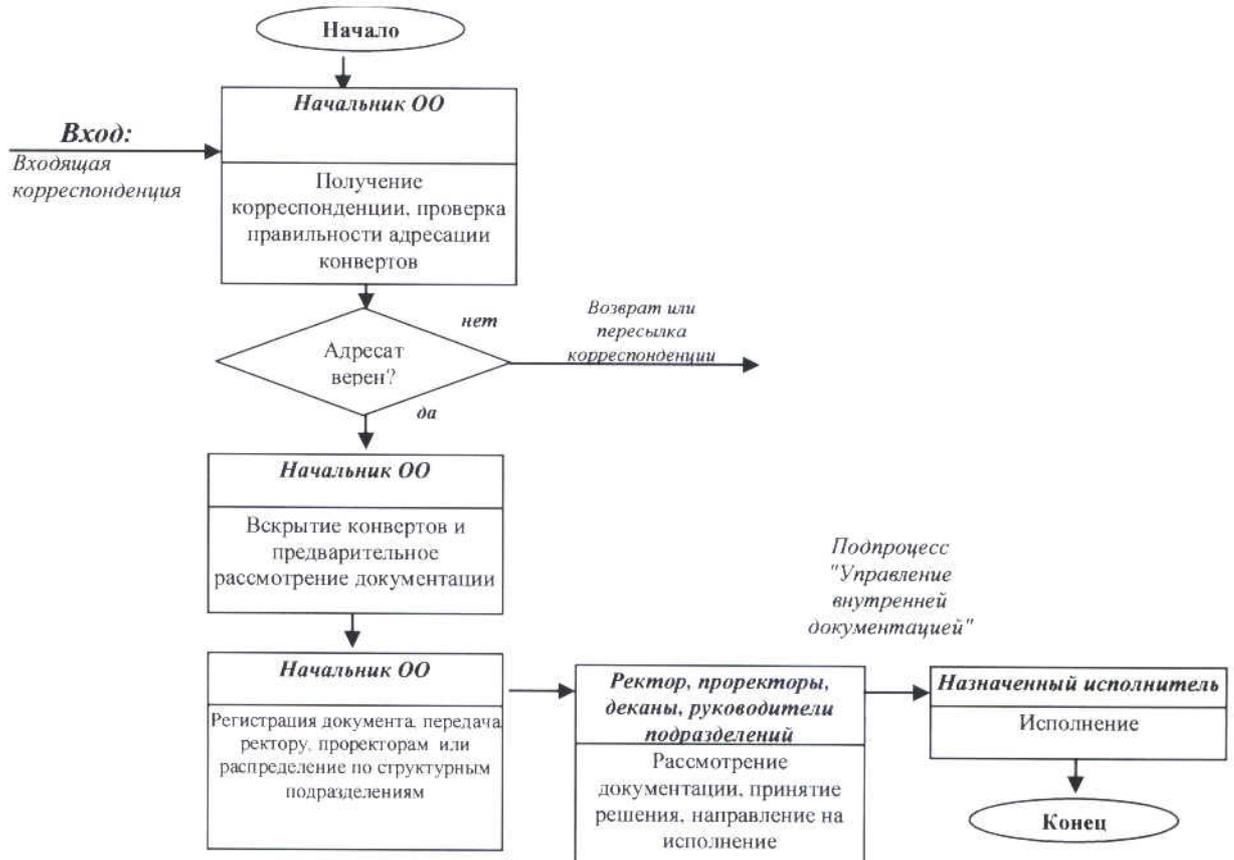 Начало
Начальник ОО
Вход:
Входящая
корреспонденция
Получение
корреспонденции, проверка
правильности адресации
конвертов
Адресат
верен?
нет
Возврат или
пересылка
корреспонденции
да
Начальник ОО
Вскрытие конвертов и
предварительное
рассмотрение документации
Начальник ОО
Регистрация документа, передача
ректору, проректорам или
распределение по структурным
подразделениям
Ректор, проректоры,
деканы, руководители
подразделений
Рассмотрение
документации, принятие
решения, направление на
исполнение
Подпроцесс
"Управление
внутренней
документацией"
Назначенный исполнитель
Исполнение
Конец